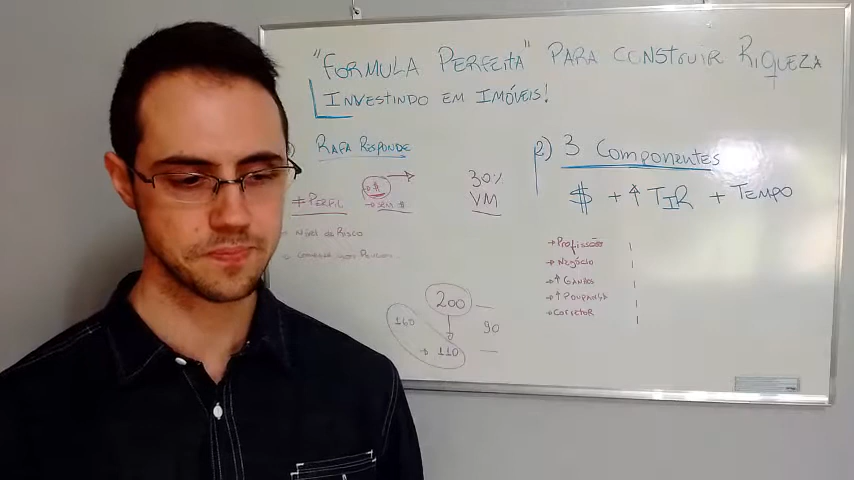 "FORMULA PERFEITA" PARA CONSTRUIR RIQUEZA
INVESTINDO EM IMÓVEIS!
) RAFA RESPONDE
→ $
≠ PERFIL → SEM $
→ NÍVEL DE RISCO
30%
VM
200
160
90
→ 110
2) 3 COMPONENTES
$ + ↑ TIR + TEMPO
→ PROFISSÃO
→ NEGÓCIO
→ ↑ GANHOS
→ ↑ POUPANÇA
→ CORRETOR